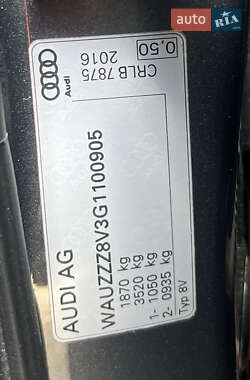 AUTO RIA
Audi
CRLB 7875
2016
0,50
AUDI AG
WAUZZZ8V3G1100905
1870 kg
3520 kg
1- 1050 kg
2- 0935 kg
Typ 8V